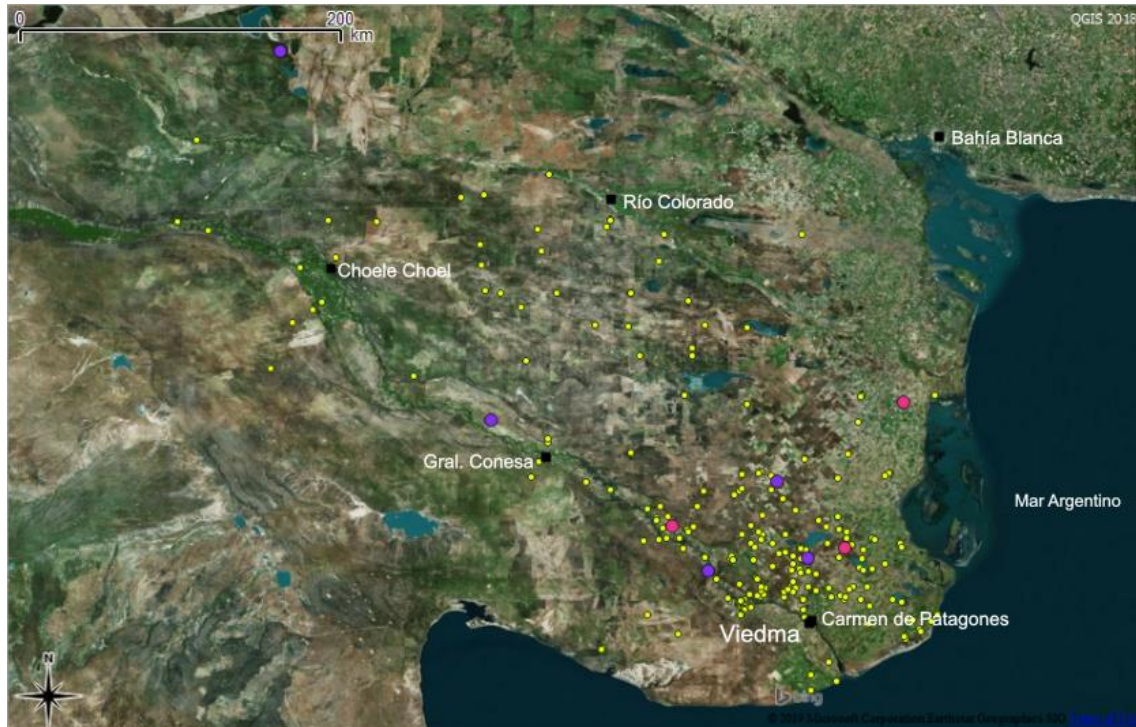 0 200
km
QGIS 2018
Bahía Blanca
Río Colorado
Choele Choel
Gral. Conesa
Mar Argentino
Carmen de Patagones
Viedma
N
bing
© 2019 Microsoft Corporation Earthstar Geographics SIO